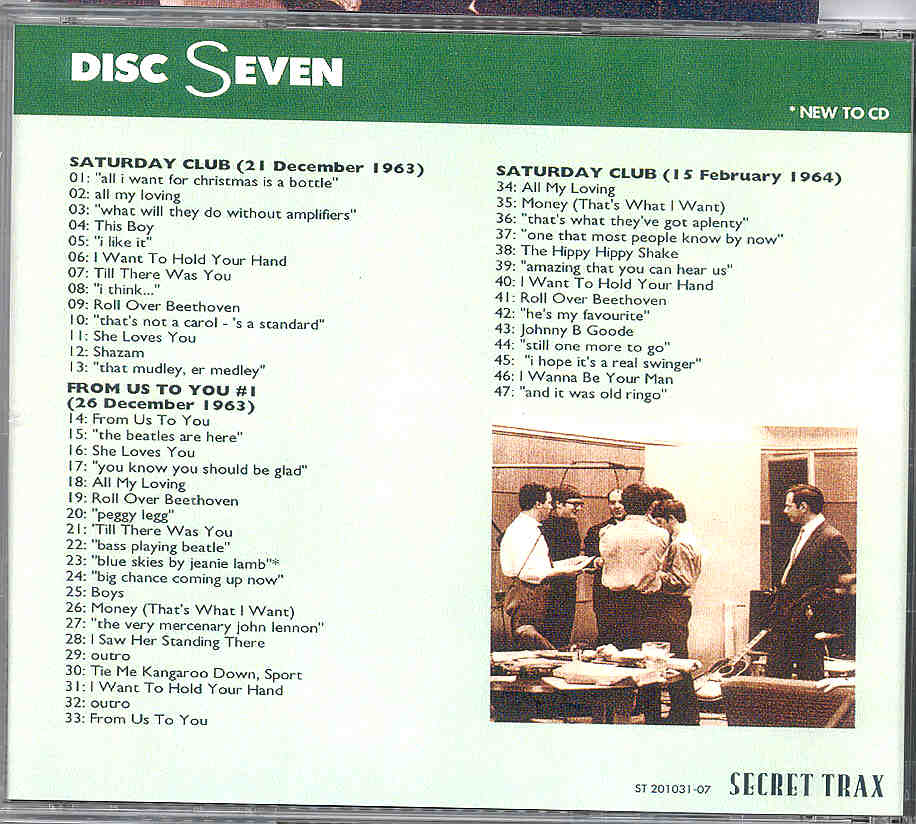 DISC SEVEN
* NEW TO CD
SATURDAY CLUB (21 December 1963)
01: "all i want for christmas is a bottle"
02: all my loving
03: "what will they do without amplifiers"
04: This Boy
05: "i like it"
06: I Want To Hold Your Hand
07: Till There Was You
08: "i think..."
09: Roll Over Beethoven
10: "that's not a carol - 's a standard"
11: She Loves You
12: Shazam
13: "that mudley, er medley"
FROM US TO YOU #1
(26 December 1963)
14: From Us To You
15: "the beatles are here"
16: She Loves You
17: "you know you should be glad"
18: All My Loving
19: Roll Over Beethoven
20: "peggy legg"
21: 'Till There Was You
22: "bass playing beatle"
23: "blue skies by jeanie lamb"*
24: "big chance coming up now"
25: Boys
26: Money (That's What I Want)
27: "the very mercenary john lennon"
28: I Saw Her Standing There
29: outro
30: Tie Me Kangaroo Down, Sport
31: I Want To Hold Your Hand
32: outro
33: From Us To You
SATURDAY CLUB (15 February 1964)
34: All My Loving
35: Money (That's What I Want)
36: "that's what they've got aplenty"
37: "one that most people know by now"
38: The Hippy Hippy Shake
39: "amazing that you can hear us"
40: I Want To Hold Your Hand
41: Roll Over Beethoven
42: "he's my favourite"
43: Johnny B Goode
44: "still one more to go"
45: "i hope it's a real swinger"
46: I Wanna Be Your Man
47: "and it was old ringo"
ST 201031-07 SECRET TRAX